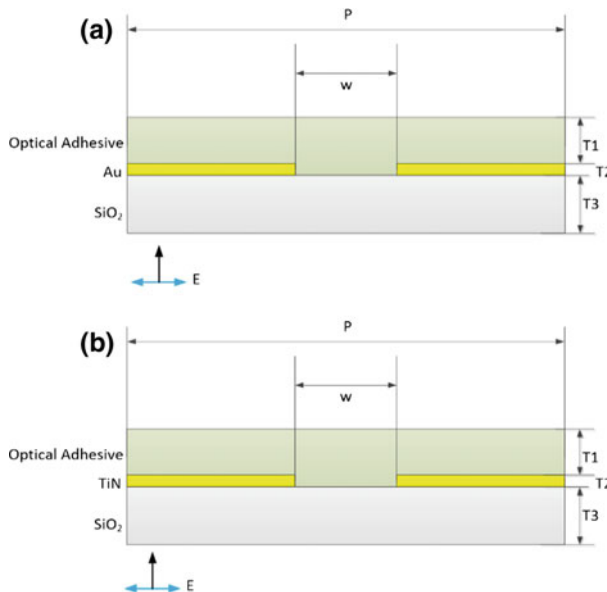 (a)
P
w
Optical Adhesive
T1
Au
T2
SiO₂
T3
E
(b)
P
w
Optical Adhesive
T1
TiN
T2
SiO₂
T3
E